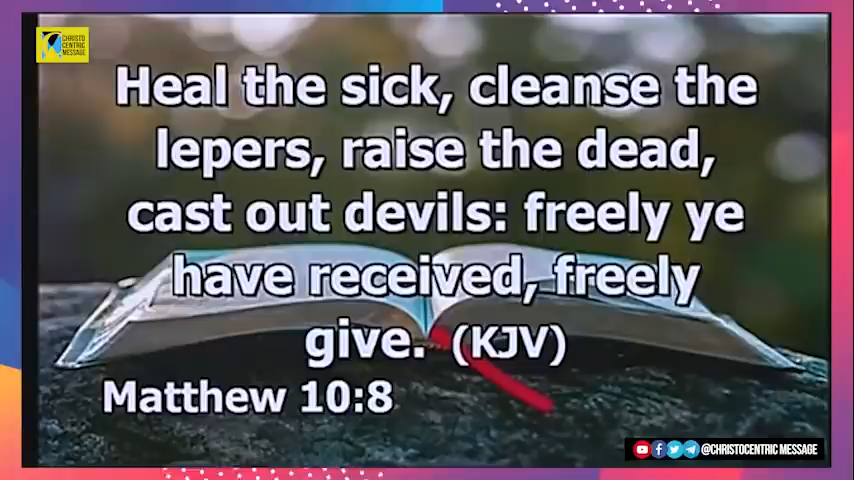 CHRISTO
CENTRIC
MESSAGE
Heal the sick, cleanse the
lepers, raise the dead,
cast out devils: freely ye
have received, freely
give. (KJV)
Matthew 10:8
@CHRISTOCENTRIC MESSAGE